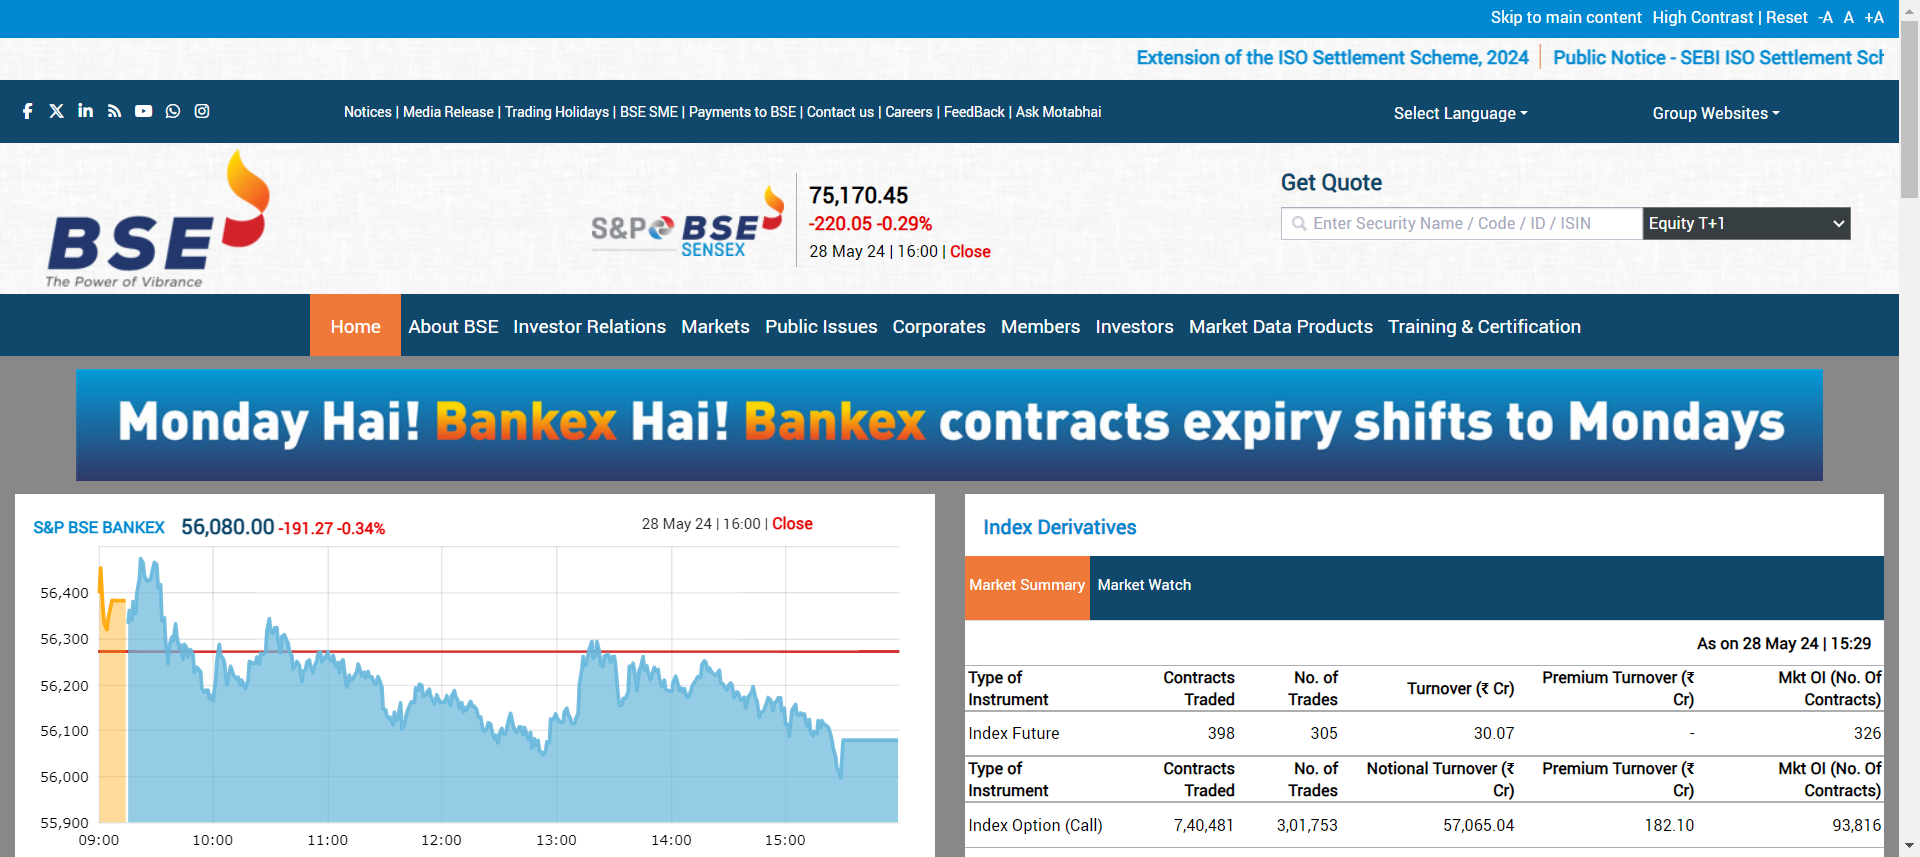 Skip to main content High Contrast | Reset -A A +A
Extension of the ISO Settlement Scheme, 2024 Public Notice - SEBI ISO Settlement Sch
Notices | Media Release | Trading Holidays | BSE SME | Payments to BSE | Contact us | Careers | FeedBack | Ask Motabhai
Select Language Group Websites
BSE
The Power of Vibrance
S&P BSE
SENSEX
75,170.45
-220.05 -0.29%
28 May 24 | 16:00 | Close
Get Quote
Enter Security Name / Code / ID / ISIN Equity T+1
Home About BSE Investor Relations Markets Public Issues Corporates Members Investors Market Data Products Training & Certification
Monday Hai! Bankex Hai! Bankex contracts expiry shifts to Mondays
S&P BSE BANKEX 56,080.00 -191.27 -0.34% 28 May 24 | 16:00 | Close
56,400
56,300
56,200
56,100
56,000
55,900
09:00 10:00 11:00 12:00 13:00 14:00 15:00
Index Derivatives
Market Summary Market Watch
As on 28 May 24 | 15:29
Type of Instrument Contracts Traded No. of Trades Turnover (₹ Cr) Premium Turnover (₹ Cr) Mkt OI (No. Of Contracts)
Index Future 398 305 30.07 - 326
Type of Instrument Contracts Traded No. of Trades Notional Turnover (₹ Cr) Premium Turnover (₹ Cr) Mkt OI (No. Of Contracts)
Index Option (Call) 7,40,481 3,01,753 57,065.04 182.10 93,816